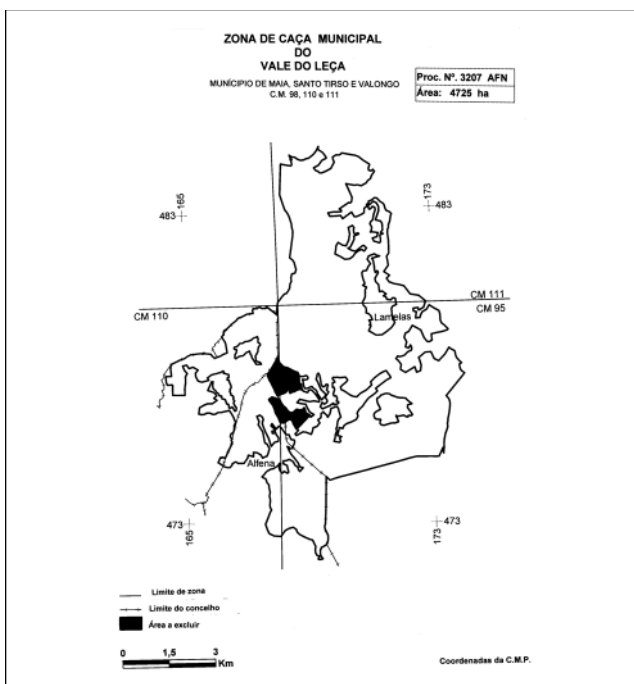 ZONA DE CAÇA MUNICIPAL
DO
VALE DO LEÇA
MUNÍCIPIO DE MAIA, SANTO TIRSO E VALONGO
C.M. 98, 110 e 111
Proc. Nº. 3207 AFN
Área: 4725 ha
165
483
173
483
CM 110
CM 111
CM 95
Lamelas
Alfena
473
165
473
173
Limite de zona
Limite do concelho
Área a excluir
0 1,5 3
Km
Coordenadas da C.M.P.